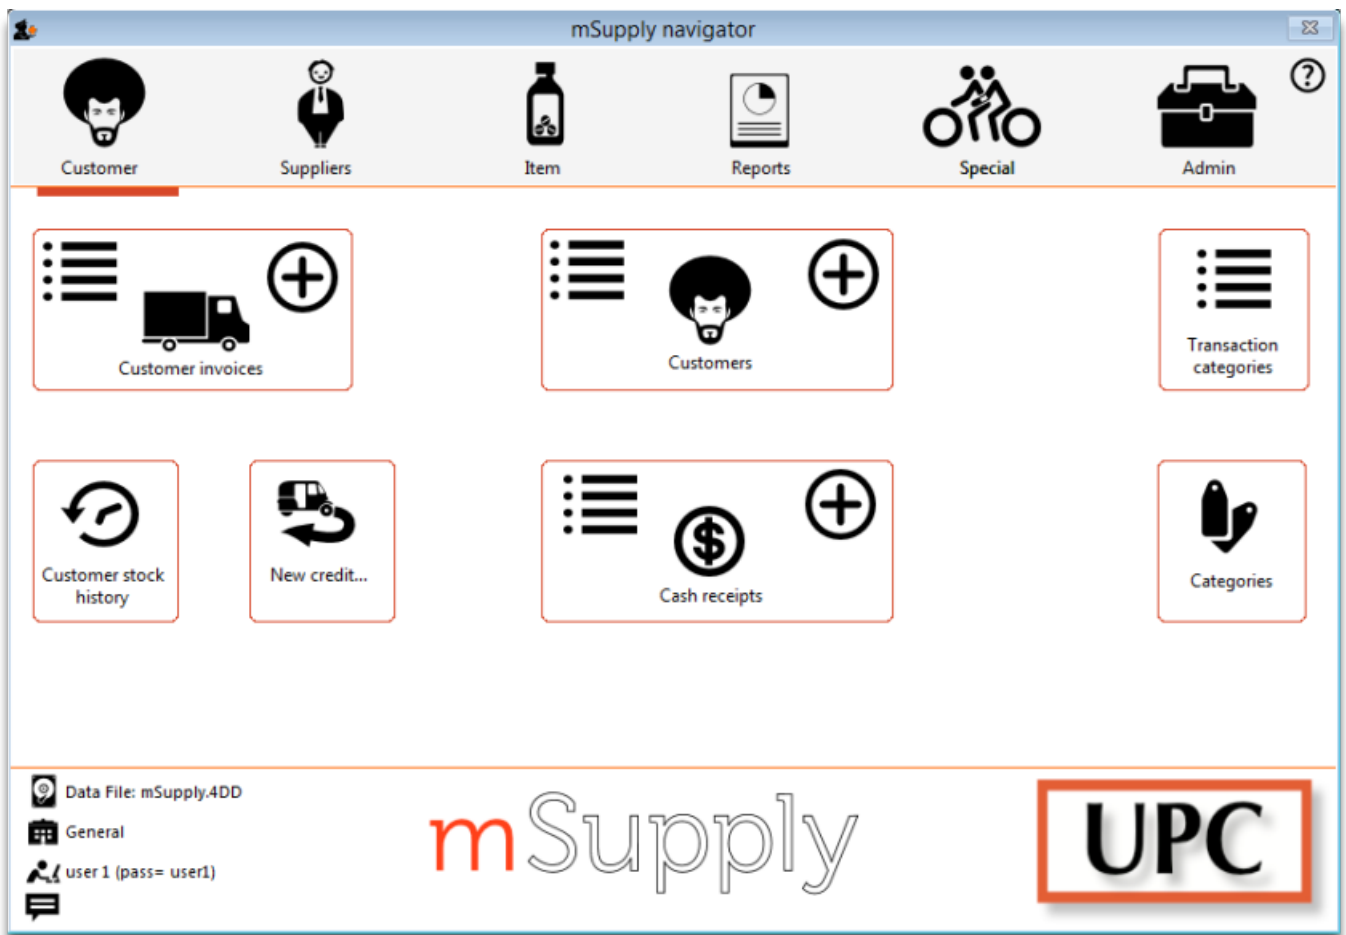 mSupply navigator
Customer
Suppliers
Item
Reports
Special
Admin
?
Customer invoices
Customers
Transaction
categories
Customer stock
history
New credit...
$
Cash receipts
Categories
Data File: mSupply.4DD
General
user 1 (pass= user1)
mSupply
UPC